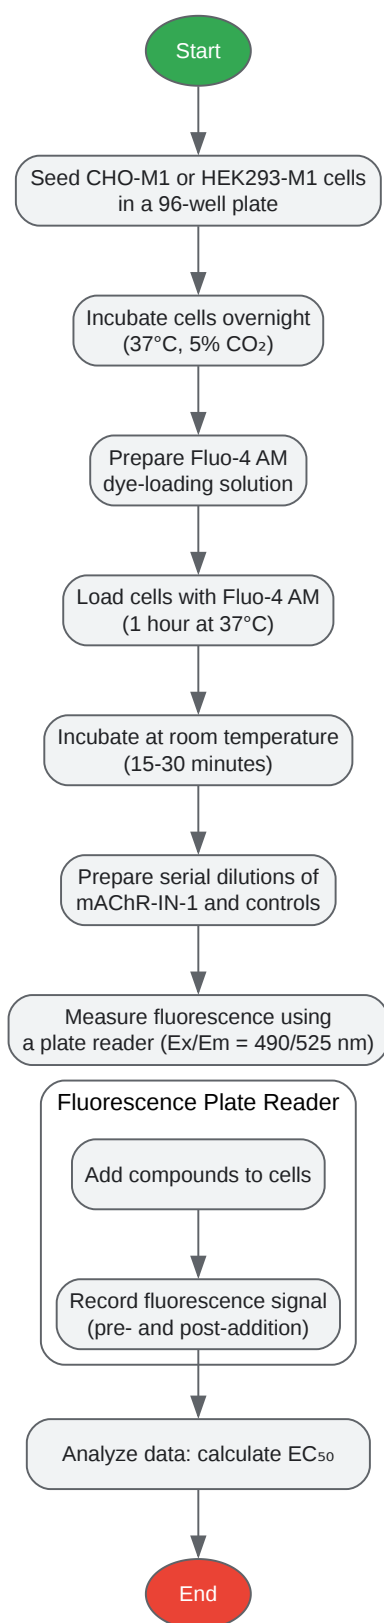 Start
Seed CHO-M1 or HEK293-M1 cells
in a 96-well plate
Incubate cells overnight
(37°C, 5% CO₂)
Prepare Fluo-4 AM
dye-loading solution
Load cells with Fluo-4 AM
(1 hour at 37°C)
Incubate at room temperature
(15-30 minutes)
Prepare serial dilutions of
mAChR-IN-1 and controls
Measure fluorescence using
a plate reader (Ex/Em = 490/525 nm)
Fluorescence Plate Reader
Add compounds to cells
Record fluorescence signal
(pre- and post-addition)
Analyze data: calculate EC₅₀
End